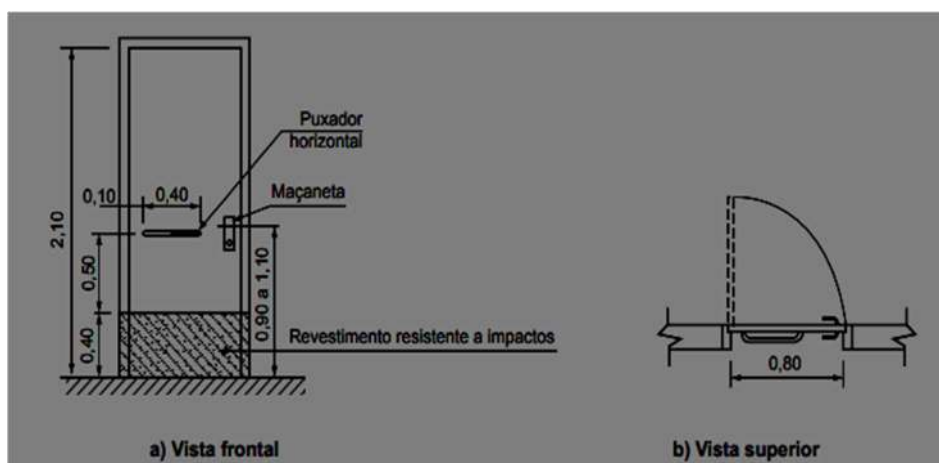 Puxador
horizontal
0,10
0,40
Maçaneta
2,10
0,50
0,90 a 1,10
0,40
Revestimento resistente a impactos
0,80
a) Vista frontal
b) Vista superior